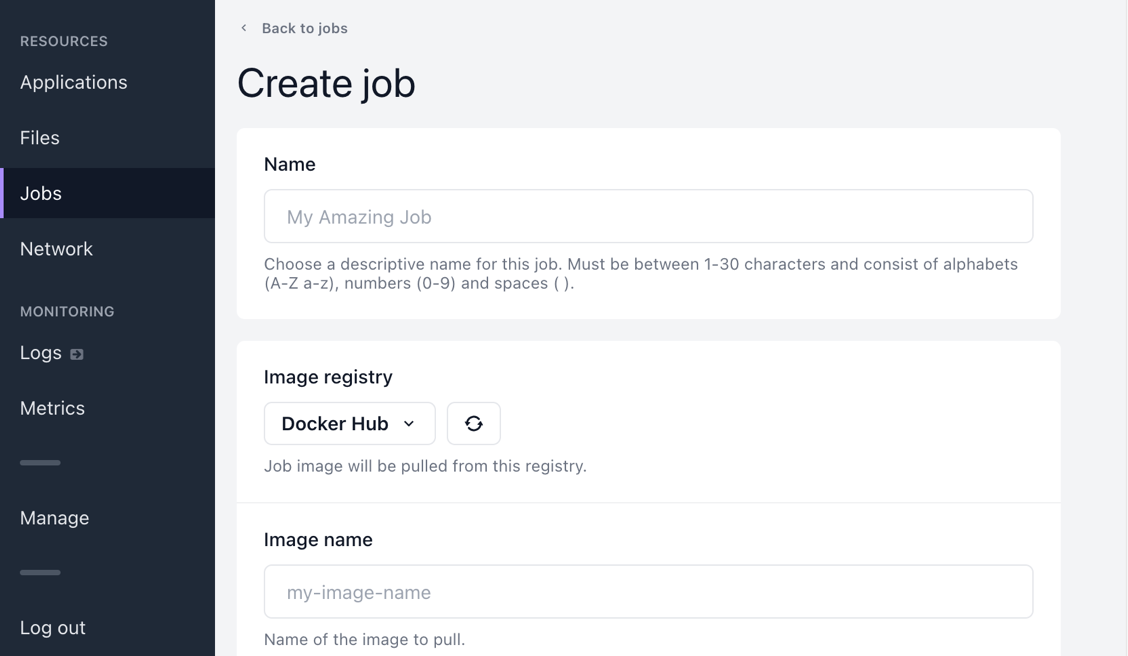 RESOURCES
Applications
Files
Jobs
Network
MONITORING
Logs
Metrics
Manage
Log out
Back to jobs
Create job
Name
My Amazing Job
Choose a descriptive name for this job. Must be between 1-30 characters and consist of alphabets
(A-Z a-z), numbers (0-9) and spaces ( ).
Image registry
Docker Hub
Job image will be pulled from this registry.
Image name
my-image-name
Name of the image to pull.